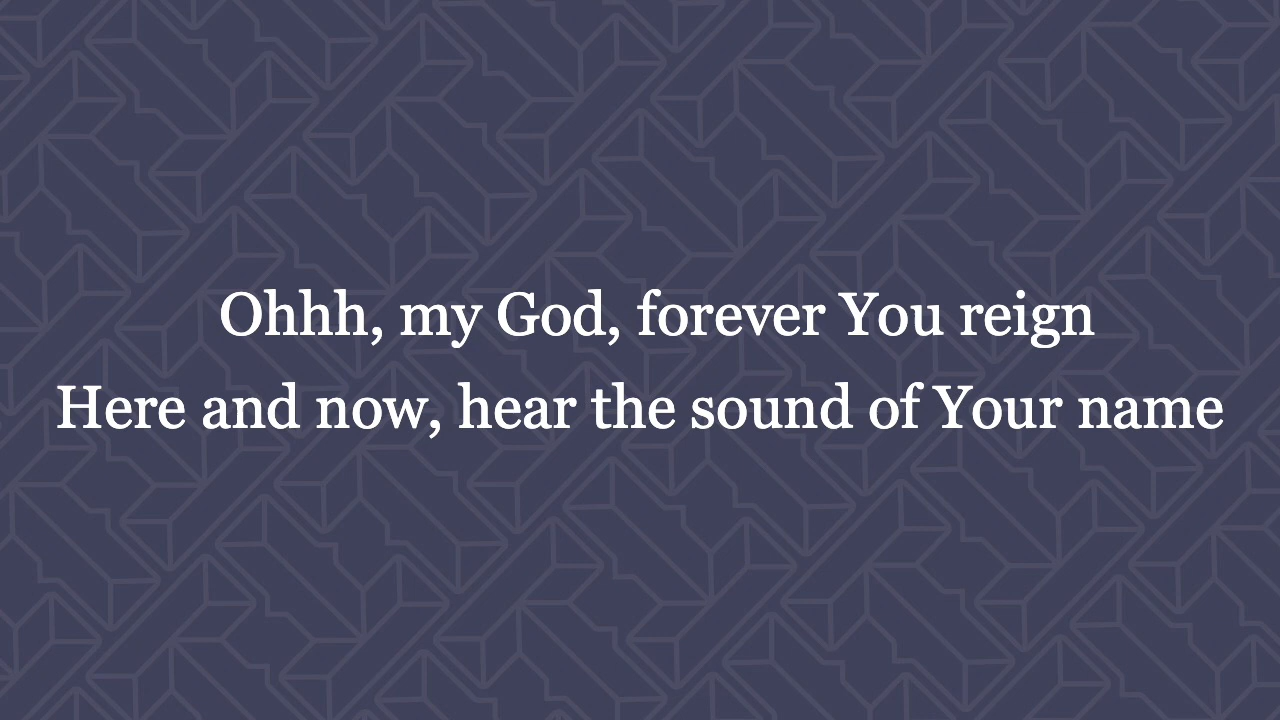 Ohhh, my God, forever You reign
Here and now, hear the sound of Your name